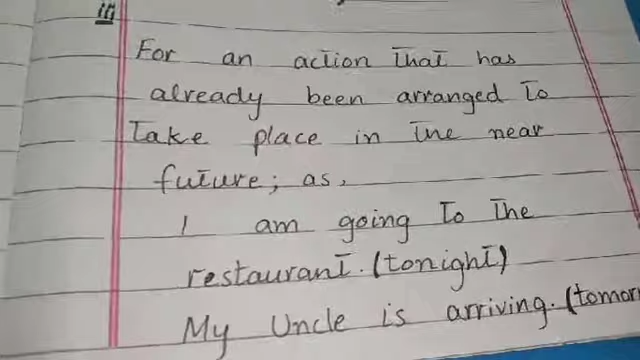 iii
For an action that has
already been arranged to
take place in the near
future; as,
I am going to the
restaurant. (tonight)
My Uncle is arriving. (tomor